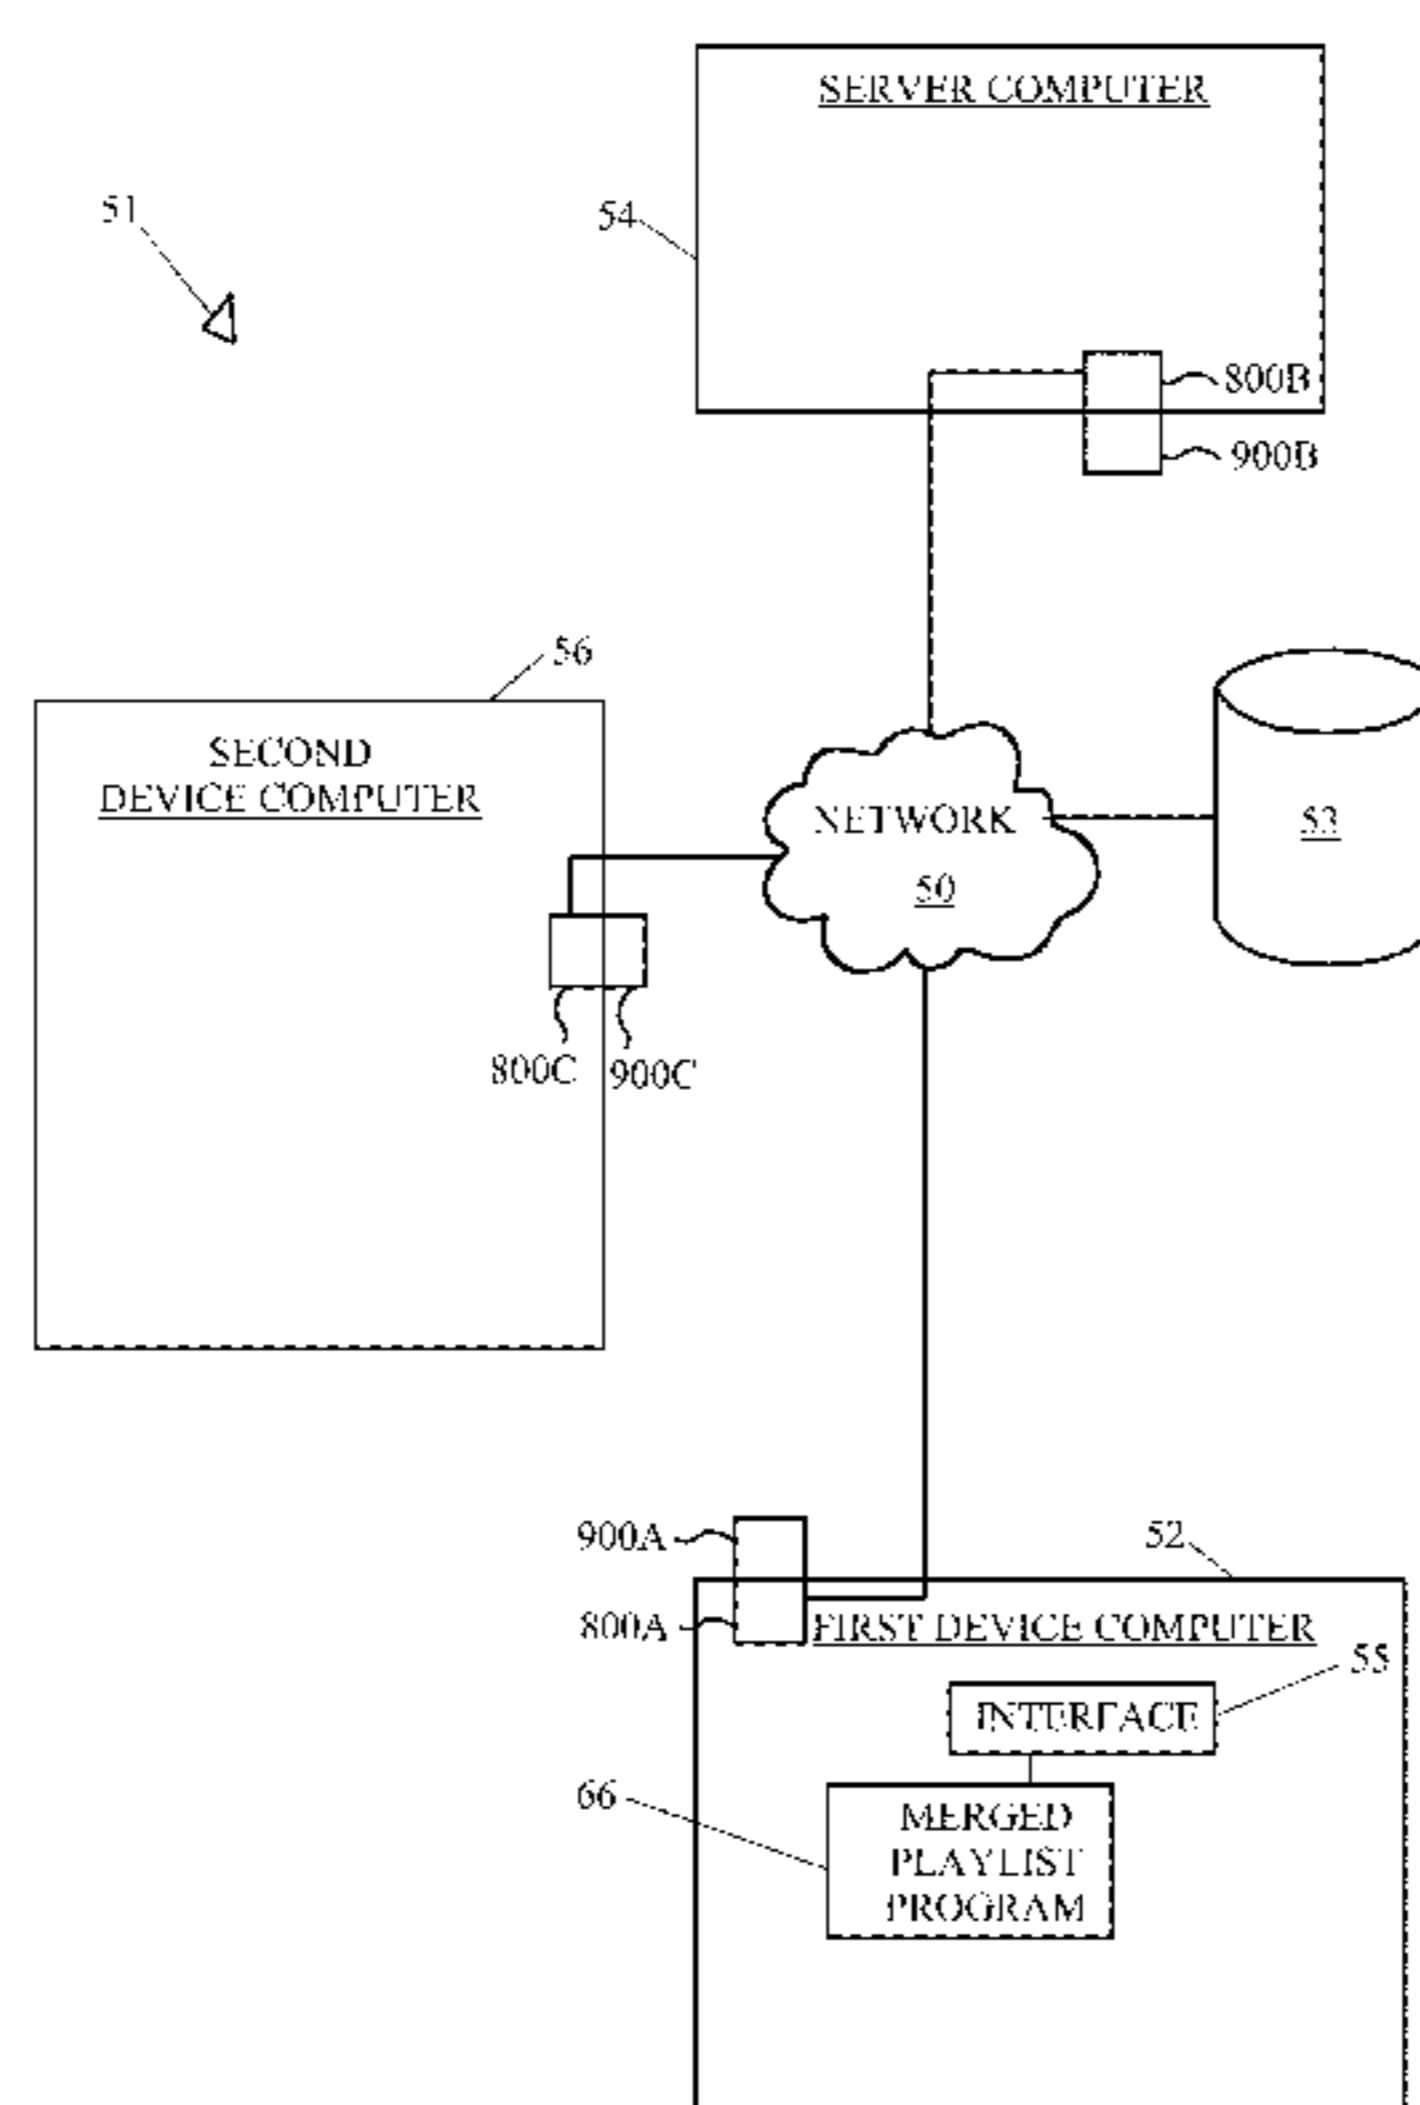 SERVER COMPUTER
51
54
800B
900B
56
SECOND
DEVICE COMPUTER
NETWORK
50
53
800C
900C
900A
52
800A
FIRST DEVICE COMPUTER
55
INTERFACE
66
MERGED
PLAYLIST
PROGRAM